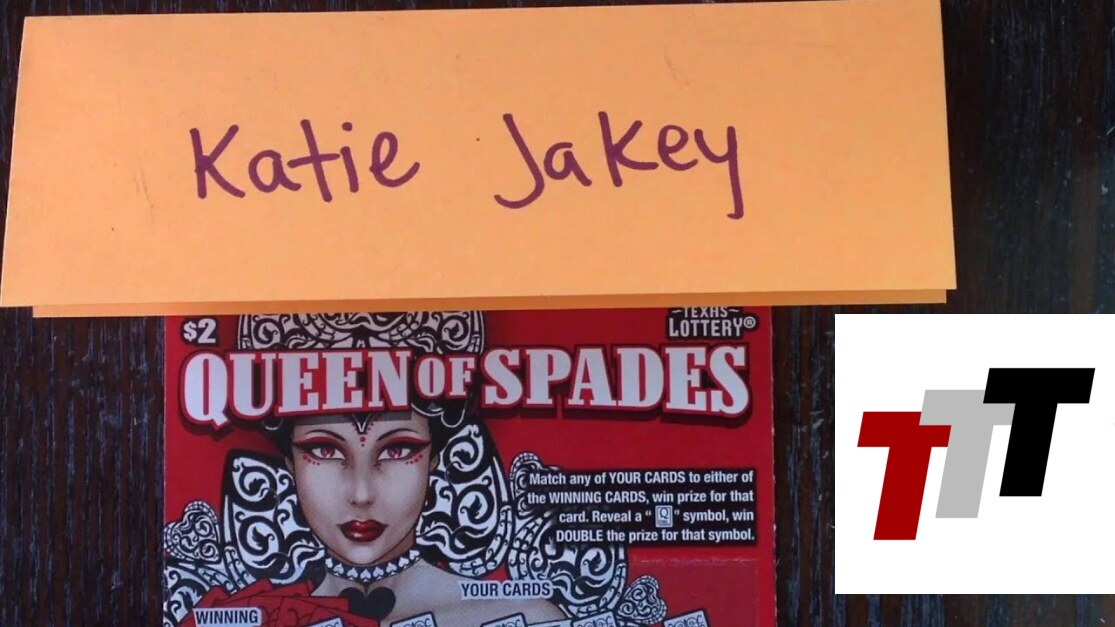 Katie Jakey
$2
TEXAS
LOTTERY®
QUEEN OF SPADES
Match any of YOUR CARDS to either of
the WINNING CARDS, win prize for that
card. Reveal a "Q" symbol, win
DOUBLE the prize for that symbol.
YOUR CARDS
WINNING
TTT